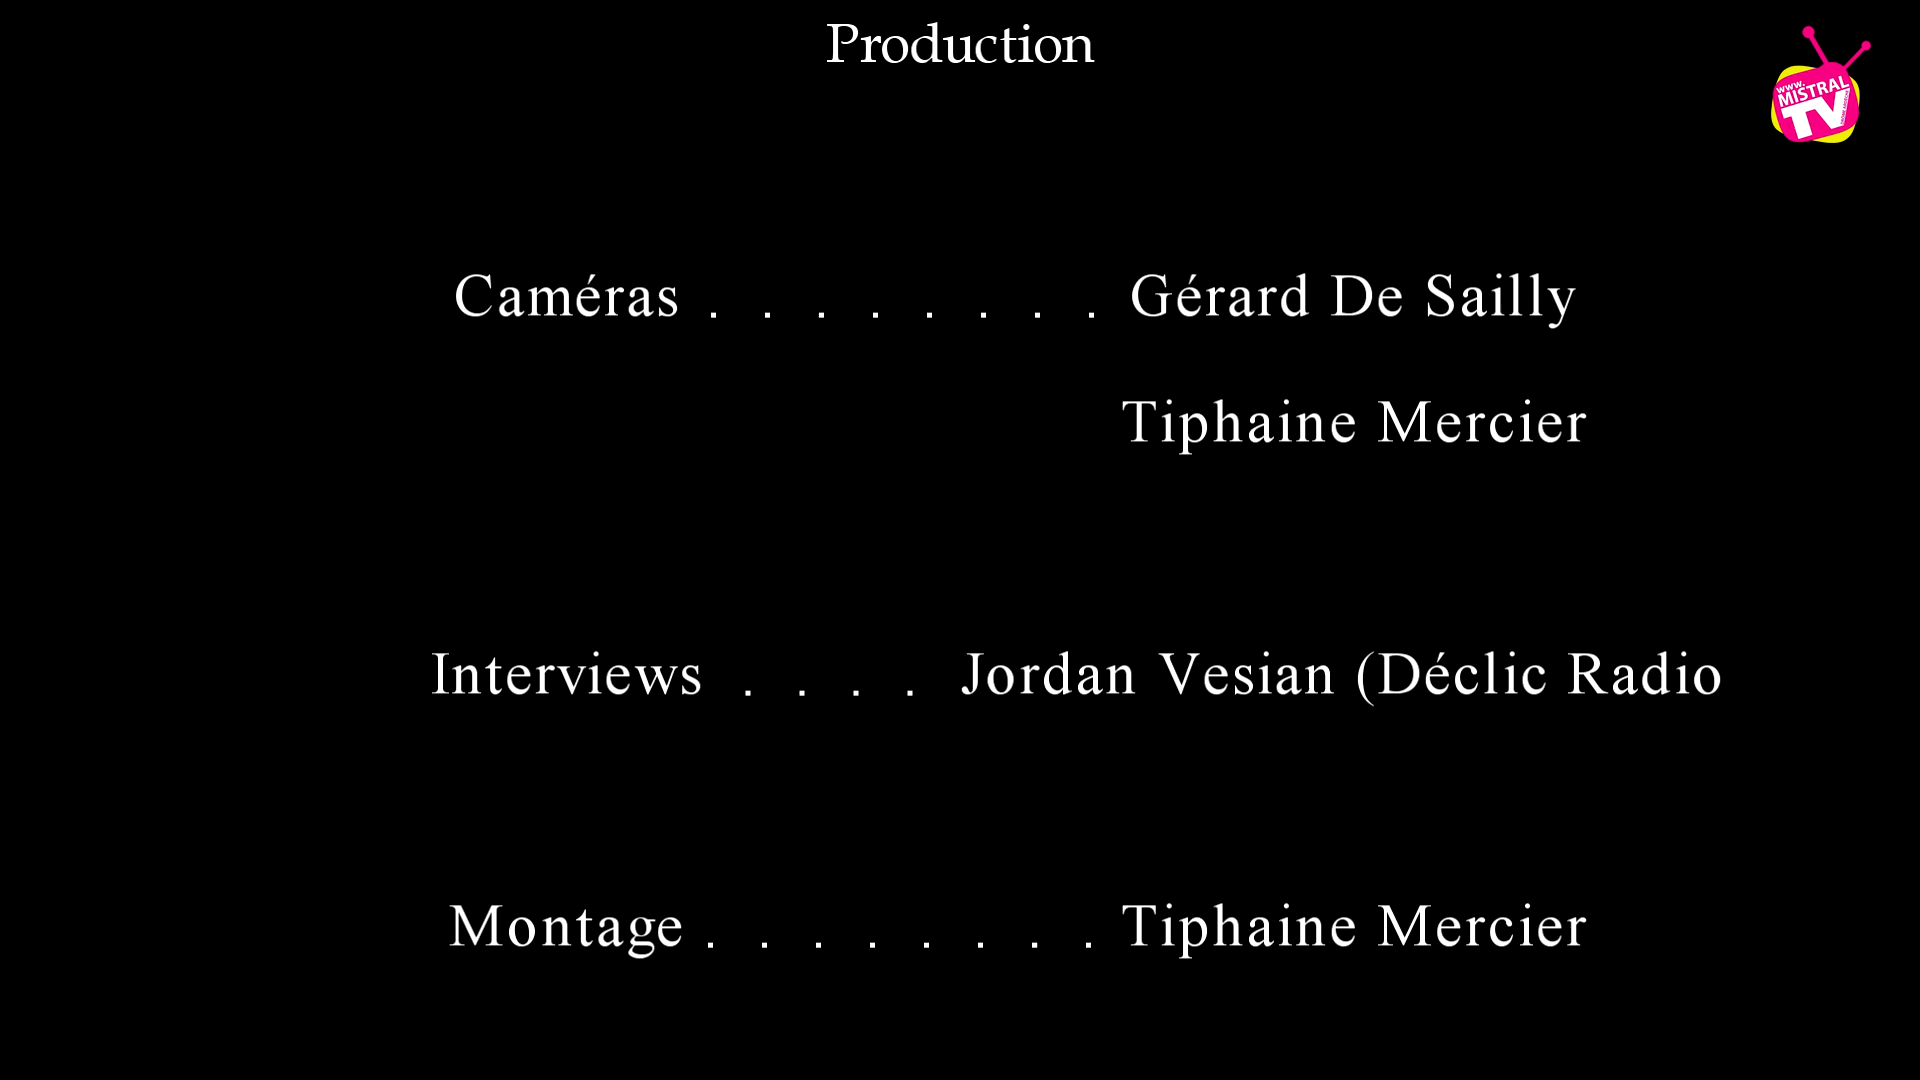 Production
www.
MISTRAL
TV
Caméras . . . . . . . . Gérard De Sailly
Tiphaine Mercier
Interviews . . . . Jordan Vesian (Déclic Radio
Montage . . . . . . . . Tiphaine Mercier